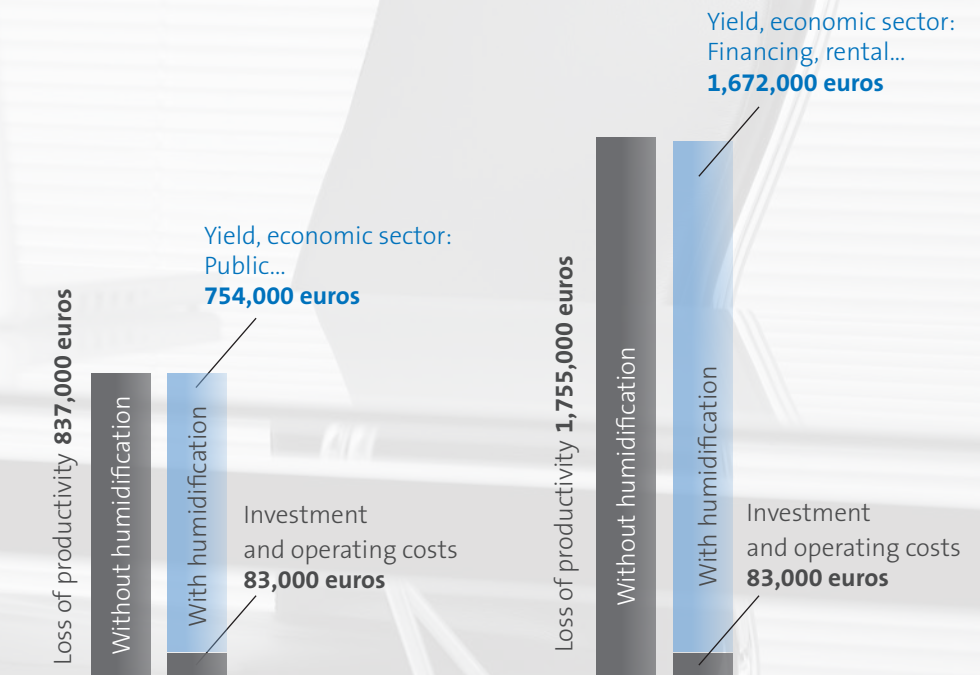 Yield, economic sector:
Financing, rental...
1,672,000 euros
Yield, economic sector:
Public...
754,000 euros
Loss of productivity 837,000 euros
Without humidification
With humidification
Investment
and operating costs
83,000 euros
Loss of productivity 1,755,000 euros
Without humidification
With humidification
Investment
and operating costs
83,000 euros